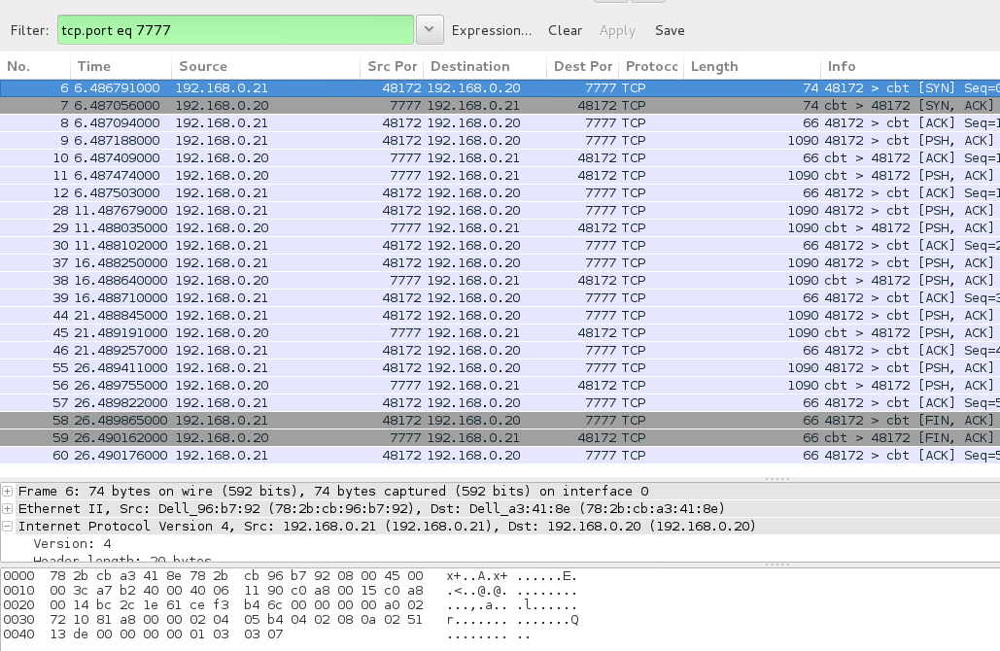 Filter: tcp.port eq 7777 Expression... Clear Apply Save
No. Time Source Src Por Destination Dest Por Protocc Length Info
6 6.486791000 192.168.0.21 48172 192.168.0.20 7777 TCP 74 48172 > cbt [SYN] Seq=0
7 6.487056000 192.168.0.20 7777 192.168.0.21 48172 TCP 74 cbt > 48172 [SYN, ACK]
8 6.487094000 192.168.0.21 48172 192.168.0.20 7777 TCP 66 48172 > cbt [ACK] Seq=1
9 6.487188000 192.168.0.21 48172 192.168.0.20 7777 TCP 1090 48172 > cbt [PSH, ACK]
10 6.487409000 192.168.0.20 7777 192.168.0.21 48172 TCP 66 cbt > 48172 [ACK] Seq=1
11 6.487474000 192.168.0.20 7777 192.168.0.21 48172 TCP 1090 cbt > 48172 [PSH, ACK]
12 6.487503000 192.168.0.21 48172 192.168.0.20 7777 TCP 66 48172 > cbt [ACK] Seq=1
28 11.487679000 192.168.0.21 48172 192.168.0.20 7777 TCP 1090 48172 > cbt [PSH, ACK]
29 11.488035000 192.168.0.20 7777 192.168.0.21 48172 TCP 1090 cbt > 48172 [PSH, ACK]
30 11.488102000 192.168.0.21 48172 192.168.0.20 7777 TCP 66 48172 > cbt [ACK] Seq=2
37 16.488250000 192.168.0.21 48172 192.168.0.20 7777 TCP 1090 48172 > cbt [PSH, ACK]
38 16.488640000 192.168.0.20 7777 192.168.0.21 48172 TCP 1090 cbt > 48172 [PSH, ACK]
39 16.488710000 192.168.0.21 48172 192.168.0.20 7777 TCP 66 48172 > cbt [ACK] Seq=3
44 21.488845000 192.168.0.21 48172 192.168.0.20 7777 TCP 1090 48172 > cbt [PSH, ACK]
45 21.489191000 192.168.0.20 7777 192.168.0.21 48172 TCP 1090 cbt > 48172 [PSH, ACK]
46 21.489257000 192.168.0.21 48172 192.168.0.20 7777 TCP 66 48172 > cbt [ACK] Seq=4
55 26.489411000 192.168.0.21 48172 192.168.0.20 7777 TCP 1090 48172 > cbt [PSH, ACK]
56 26.489755000 192.168.0.20 7777 192.168.0.21 48172 TCP 1090 cbt > 48172 [PSH, ACK]
57 26.489822000 192.168.0.21 48172 192.168.0.20 7777 TCP 66 48172 > cbt [ACK] Seq=5
58 26.489865000 192.168.0.21 48172 192.168.0.20 7777 TCP 66 48172 > cbt [FIN, ACK]
59 26.490162000 192.168.0.20 7777 192.168.0.21 48172 TCP 66 cbt > 48172 [FIN, ACK]
60 26.490176000 192.168.0.21 48172 192.168.0.20 7777 TCP 66 48172 > cbt [ACK] Seq=5
Frame 6: 74 bytes on wire (592 bits), 74 bytes captured (592 bits) on interface 0
Ethernet II, Src: Dell_96:b7:92 (78:2b:cb:96:b7:92), Dst: Dell_a3:41:8e (78:2b:cb:a3:41:8e)
Internet Protocol Version 4, Src: 192.168.0.21 (192.168.0.21), Dst: 192.168.0.20 (192.168.0.20)
Version: 4
Header length: 20 bytes
0000 78 2b cb a3 41 8e 78 2b cb 96 b7 92 08 00 45 00 x+..A.x+ ......E.
0010 00 3c a7 b2 40 00 40 06 11 90 c0 a8 00 15 c0 a8 .<..@.@. ........
0020 00 14 bc 2c 1e 61 ce f3 b4 6c 00 00 00 00 a0 02 ...,.a.. .l......
0030 72 10 81 a8 00 00 02 04 05 b4 04 02 08 0a 02 51 r....... .......Q
0040 13 de 00 00 00 00 01 03 03 07 ........ ..